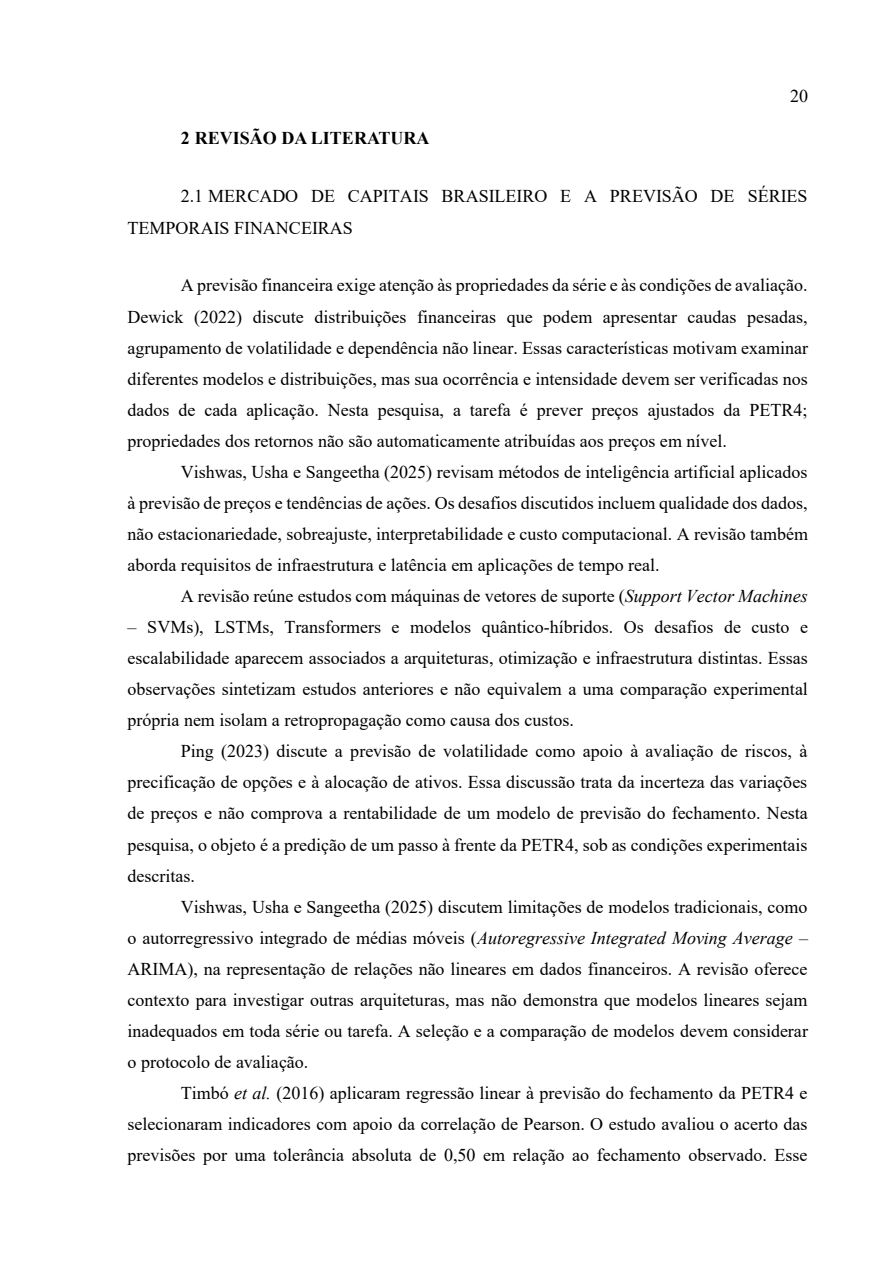 20
2 REVISÃO DA LITERATURA
2.1 MERCADO DE CAPITAIS BRASILEIRO E A PREVISÃO DE SÉRIES
TEMPORAIS FINANCEIRAS
A previsão financeira exige atenção às propriedades da série e às condições de avaliação.
Dewick (2022) discute distribuições financeiras que podem apresentar caudas pesadas,
agrupamento de volatilidade e dependência não linear. Essas características motivam examinar
diferentes modelos e distribuições, mas sua ocorrência e intensidade devem ser verificadas nos
dados de cada aplicação. Nesta pesquisa, a tarefa é prever preços ajustados da PETR4;
propriedades dos retornos não são automaticamente atribuídas aos preços em nível.
Vishwas, Usha e Sangeetha (2025) revisam métodos de inteligência artificial aplicados
à previsão de preços e tendências de ações. Os desafios discutidos incluem qualidade dos dados,
não estacionariedade, sobreajuste, interpretabilidade e custo computacional. A revisão também
aborda requisitos de infraestrutura e latência em aplicações de tempo real.
A revisão reúne estudos com máquinas de vetores de suporte (Support Vector Machines
– SVMs), LSTMs, Transformers e modelos quântico-híbridos. Os desafios de custo e
escalabilidade aparecem associados a arquiteturas, otimização e infraestrutura distintas. Essas
observações sintetizam estudos anteriores e não equivalem a uma comparação experimental
própria nem isolam a retropropagação como causa dos custos.
Ping (2023) discute a previsão de volatilidade como apoio à avaliação de riscos, à
precificação de opções e à alocação de ativos. Essa discussão trata da incerteza das variações
de preços e não comprova a rentabilidade de um modelo de previsão do fechamento. Nesta
pesquisa, o objeto é a predição de um passo à frente da PETR4, sob as condições experimentais
descritas.
Vishwas, Usha e Sangeetha (2025) discutem limitações de modelos tradicionais, como
o autorregressivo integrado de médias móveis (Autoregressive Integrated Moving Average –
ARIMA), na representação de relações não lineares em dados financeiros. A revisão oferece
contexto para investigar outras arquiteturas, mas não demonstra que modelos lineares sejam
inadequados em toda série ou tarefa. A seleção e a comparação de modelos devem considerar
o protocolo de avaliação.
Timbó et al. (2016) aplicaram regressão linear à previsão do fechamento da PETR4 e
selecionaram indicadores com apoio da correlação de Pearson. O estudo avaliou o acerto das
previsões por uma tolerância absoluta de 0,50 em relação ao fechamento observado. Esse